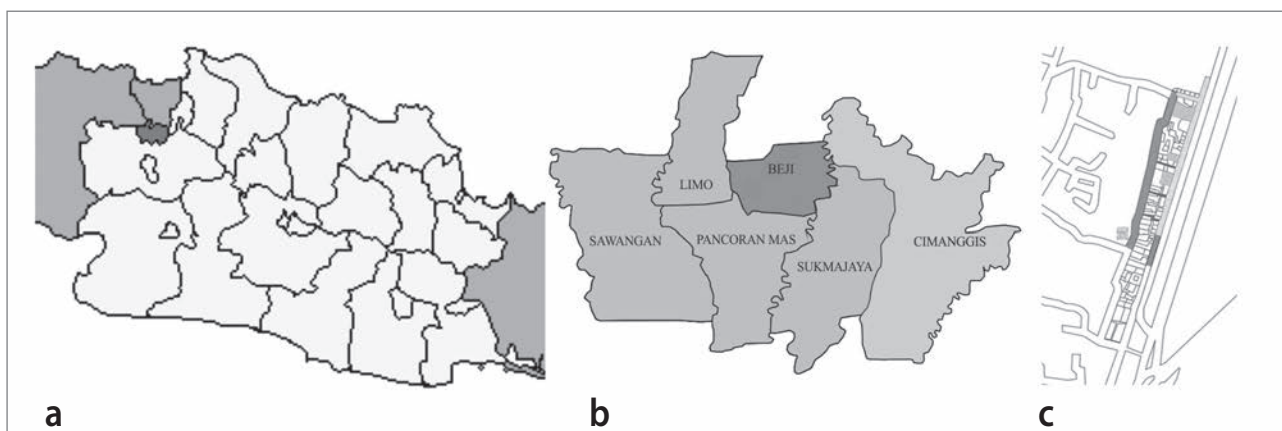 BEJI
LIMO
SAWANGAN
PANCORAN MAS
CIMANGGIS
SUKMAJAYA
a
b
c